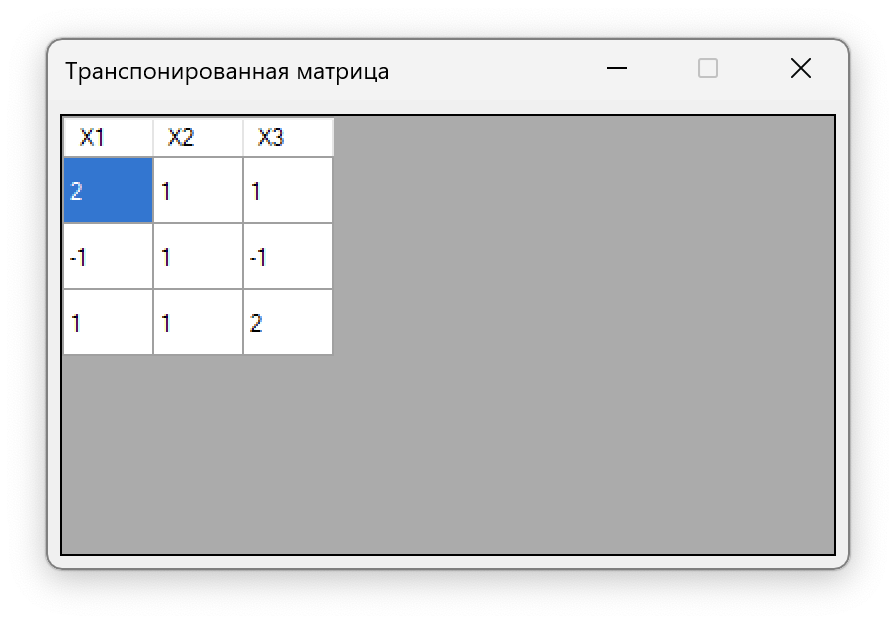 Транспонированная матрица
X1 X2 X3
2 1 1
-1 1 -1
1 1 2